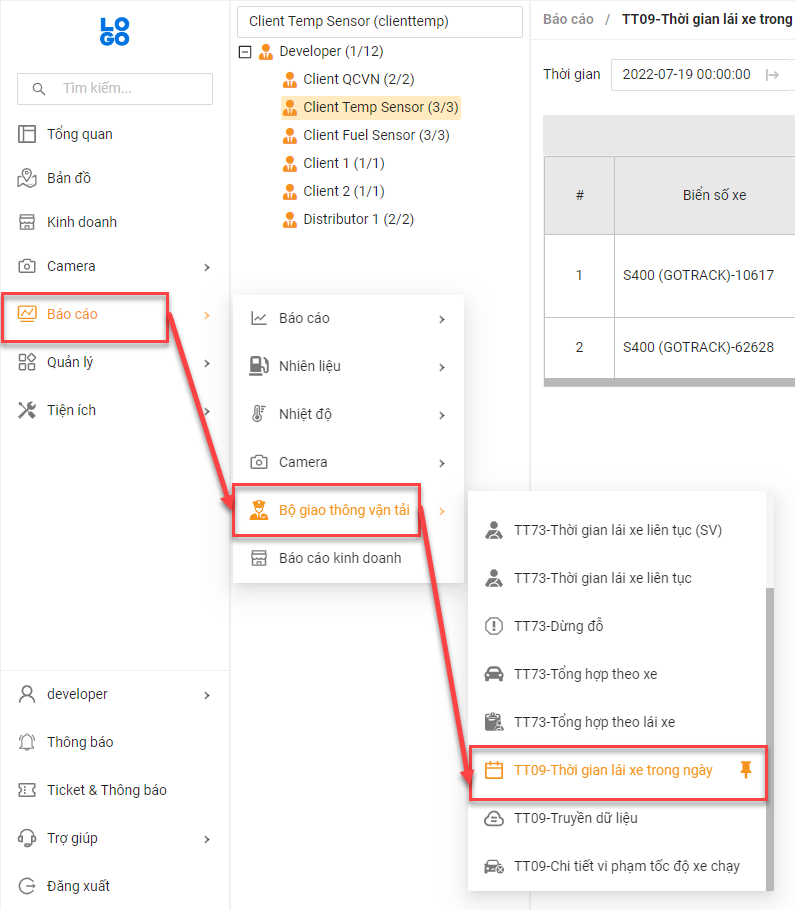 LOGO
Tìm kiếm...
Tổng quan
Bản đồ
Kinh doanh
Camera
Báo cáo
Quản lý
Tiện ích
developer
Thông báo
Ticket & Thông báo
Trợ giúp
Đăng xuất
Client Temp Sensor (clienttemp)
Developer (1/12)
Client QCVN (2/2)
Client Temp Sensor (3/3)
Client Fuel Sensor (3/3)
Client 1 (1/1)
Client 2 (1/1)
Distributor 1 (2/2)
Báo cáo
Nhiên liệu
Nhiệt độ
Camera
Bộ giao thông vận tải
Báo cáo kinh doanh
Báo cáo / TT09-Thời gian lái xe trong
Thời gian 2022-07-19 00:00:00
# Biển số xe
1 S400 (GOTRACK)-10617
2 S400 (GOTRACK)-62628
TT73-Thời gian lái xe liên tục (SV)
TT73-Thời gian lái xe liên tục
TT73-Dừng đỗ
TT73-Tổng hợp theo xe
TT73-Tổng hợp theo lái xe
TT09-Thời gian lái xe trong ngày
TT09-Truyền dữ liệu
TT09-Chi tiết vi phạm tốc độ xe chạy